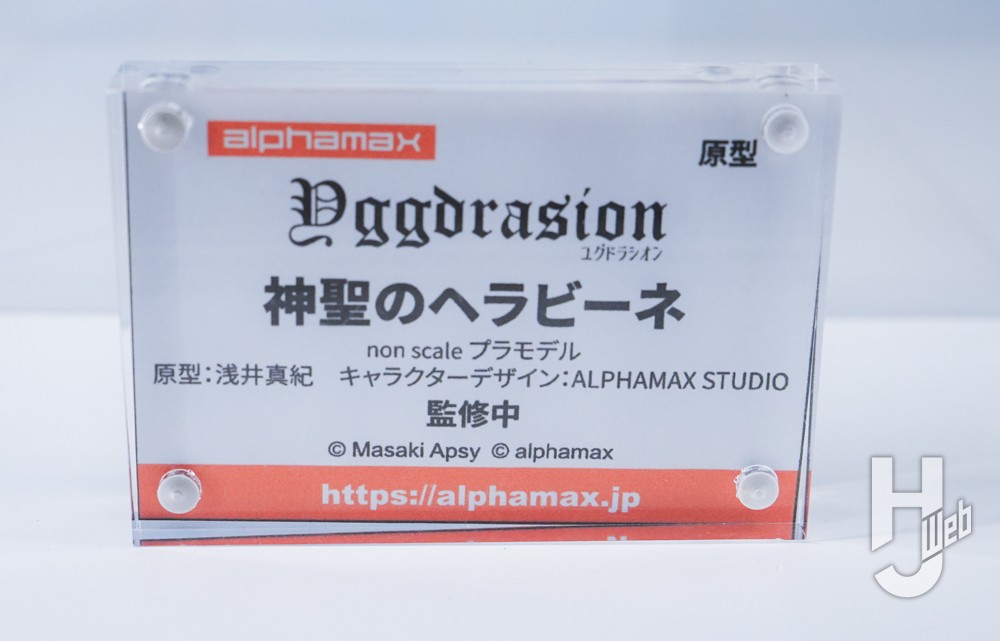 alphamax
原型
Yggdrasion
ユグドラシオン
神聖のヘラビーネ
non scale プラモデル
原型：浅井真紀　キャラクターデザイン：ALPHAMAX STUDIO
監修中
© Masaki Apsy © alphamax
https://alphamax.jp
HJ Web